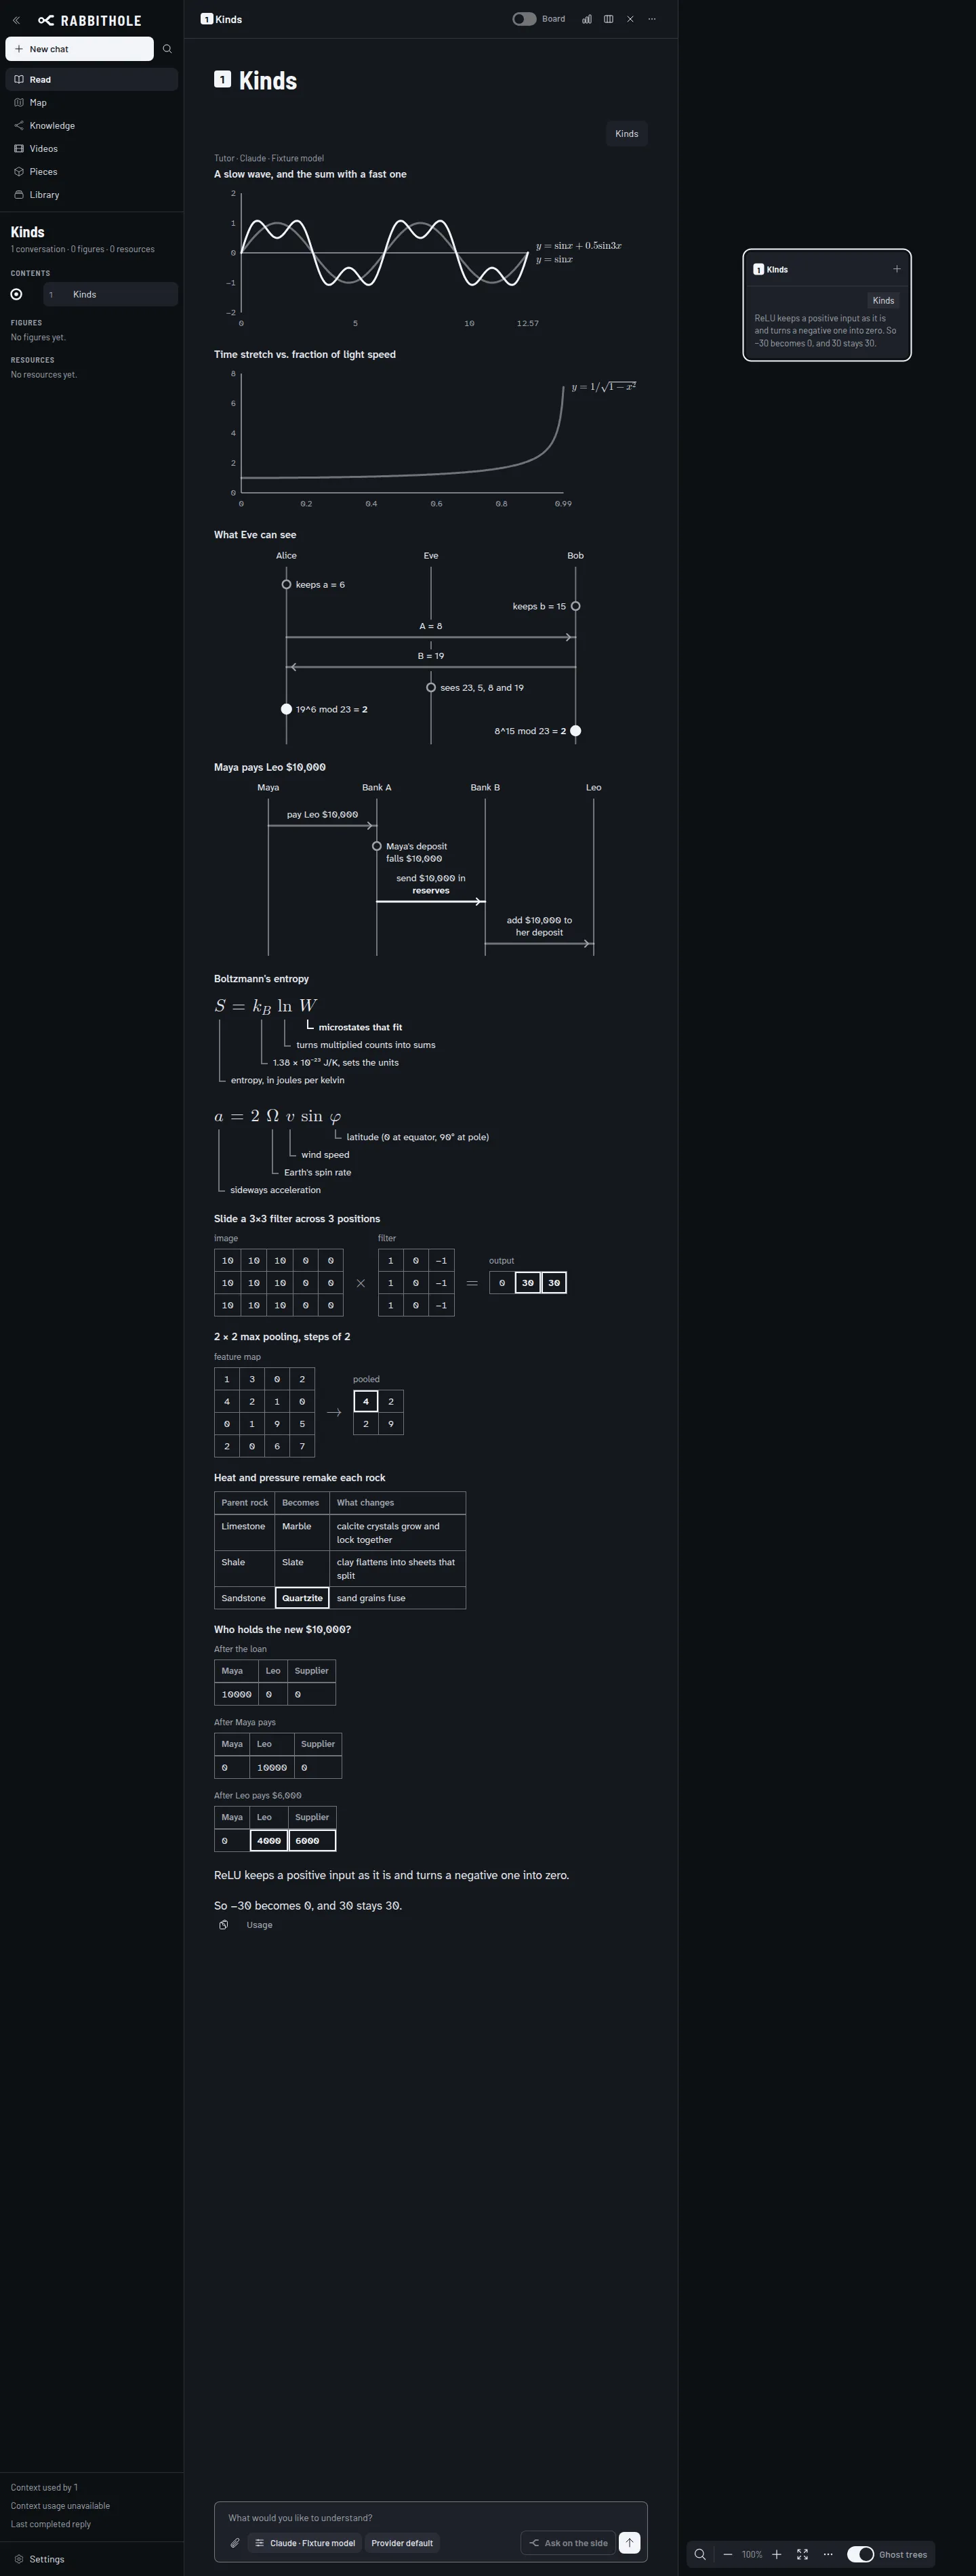 RABBITHOLE
New chat
Read
Map
Knowledge
Videos
Pieces
Library
Kinds
1 conversation · 0 figures · 0 resources
CONTENTS
1 Kinds
FIGURES
No figures yet.
RESOURCES
No resources yet.
Context used by 1
Context usage unavailable
Last completed reply
Settings
1 Kinds
Board
1 Kinds
Kinds
Tutor · Claude · Fixture model
A slow wave, and the sum with a fast one
2
1
0
−1
−2
0 5 10 12.57
y = sinx + 0.5sin3x
y = sinx
Time stretch vs. fraction of light speed
8
6
4
2
0
0 0.2 0.4 0.6 0.8 0.99
y = 1/√1 − x²
What Eve can see
Alice Eve Bob
keeps a = 6
keeps b = 15
A = 8
B = 19
sees 23, 5, 8 and 19
19^6 mod 23 = 2
8^15 mod 23 = 2
Maya pays Leo $10,000
Maya Bank A Bank B Leo
pay Leo $10,000
Maya's deposit
falls $10,000
send $10,000 in
reserves
add $10,000 to
her deposit
Boltzmann's entropy
S = k_B ln W
microstates that fit
turns multiplied counts into sums
1.38 × 10⁻²³ J/K, sets the units
entropy, in joules per kelvin
a = 2 Ω v sin φ
latitude (0 at equator, 90° at pole)
wind speed
Earth's spin rate
sideways acceleration
Slide a 3×3 filter across 3 positions
image
10 10 10 0 0
10 10 10 0 0
10 10 10 0 0
×
filter
1 0 −1
1 0 −1
1 0 −1
=
output
0 30 30
2 × 2 max pooling, steps of 2
feature map
1 3 0 2
4 2 1 0
0 1 9 5
2 0 6 7
→
pooled
4 2
2 9
Heat and pressure remake each rock
Parent rock Becomes What changes
Limestone Marble calcite crystals grow and
lock together
Shale Slate clay flattens into sheets that
split
Sandstone Quartzite sand grains fuse
Who holds the new $10,000?
After the loan
Maya Leo Supplier
10000 0 0
After Maya pays
Maya Leo Supplier
0 10000 0
After Leo pays $6,000
Maya Leo Supplier
0 4000 6000
ReLU keeps a positive input as it is and turns a negative one into zero.
So −30 becomes 0, and 30 stays 30.
Usage
What would you like to understand?
Claude · Fixture model
Provider default
Ask on the side
1 Kinds
Kinds
ReLU keeps a positive input as it is
and turns a negative one into zero. So
−30 becomes 0, and 30 stays 30.
100%
Ghost trees